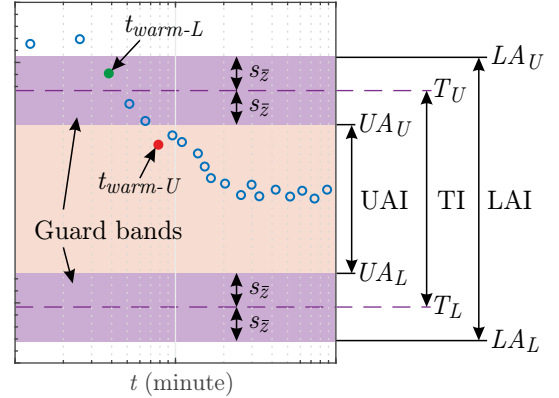 t_warm-L
s_z̄
s_z̄
LA_U
T_U
UA_U
t_warm-U
UAI
TI
LAI
Guard bands
UA_L
s_z̄
s_z̄
T_L
LA_L
t (minute)